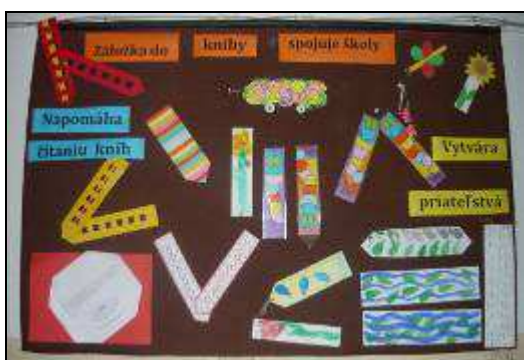 Záložka do knihy spojuje školy
Napomáha
čítaniu kníh
Vytvára
priateľstvá